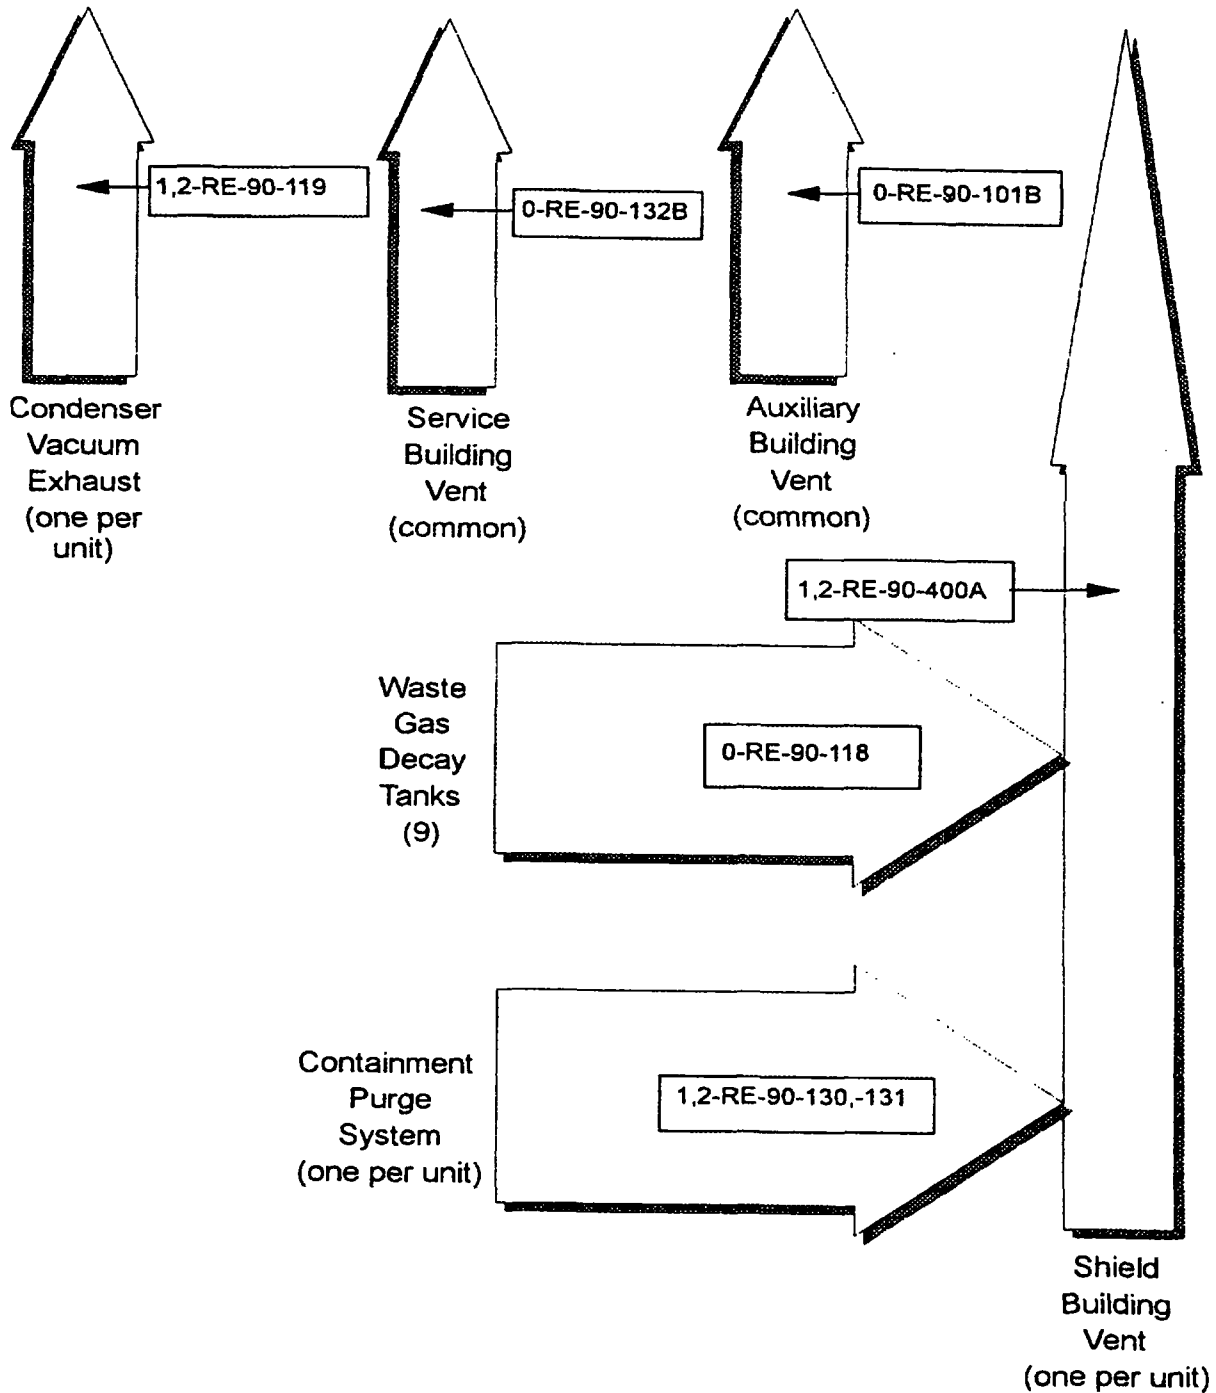 1,2-RE-90-119
0-RE-90-132B
0-RE-90-101B
Condenser
Vacuum
Exhaust
(one per
unit)
Service
Building
Vent
(common)
Auxiliary
Building
Vent
(common)
1,2-RE-90-400A
Waste
Gas
Decay
Tanks
(9)
0-RE-90-118
Containment
Purge
System
(one per unit)
1,2-RE-90-130,-131
Shield
Building
Vent
(one per unit)